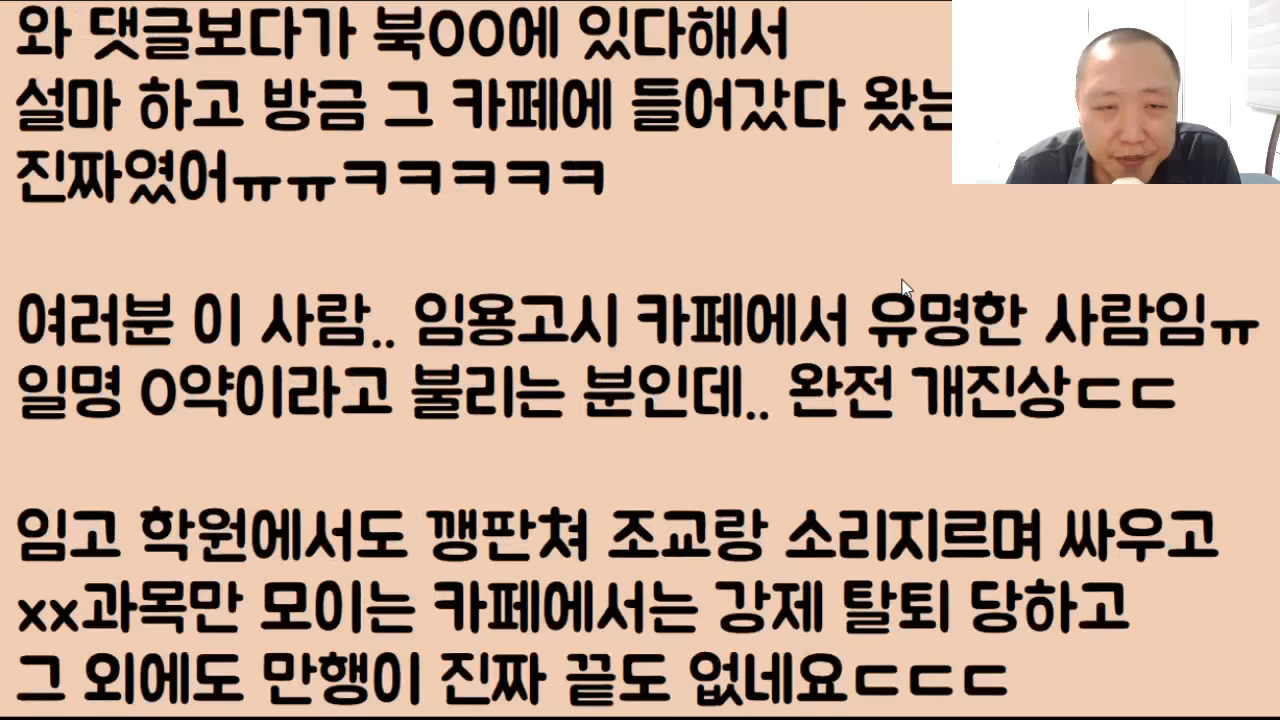 와 댓글보다가 북OO에 있다해서
설마 하고 방금 그 카페에 들어갔다 왔는
진짜였어ㅠㅠㅋㅋㅋㅋㅋ
여러분 이 사람.. 임용고시 카페에서 유명한 사람임ㅠ
일명 O약이라고 불리는 분인데.. 완전 개진상ㄷㄷ
임고 학원에서도 깽판쳐 조교랑 소리지르며 싸우고
xx과목만 모이는 카페에서는 강제 탈퇴 당하고
그 외에도 만행이 진짜 끝도 없네요ㄷㄷㄷ